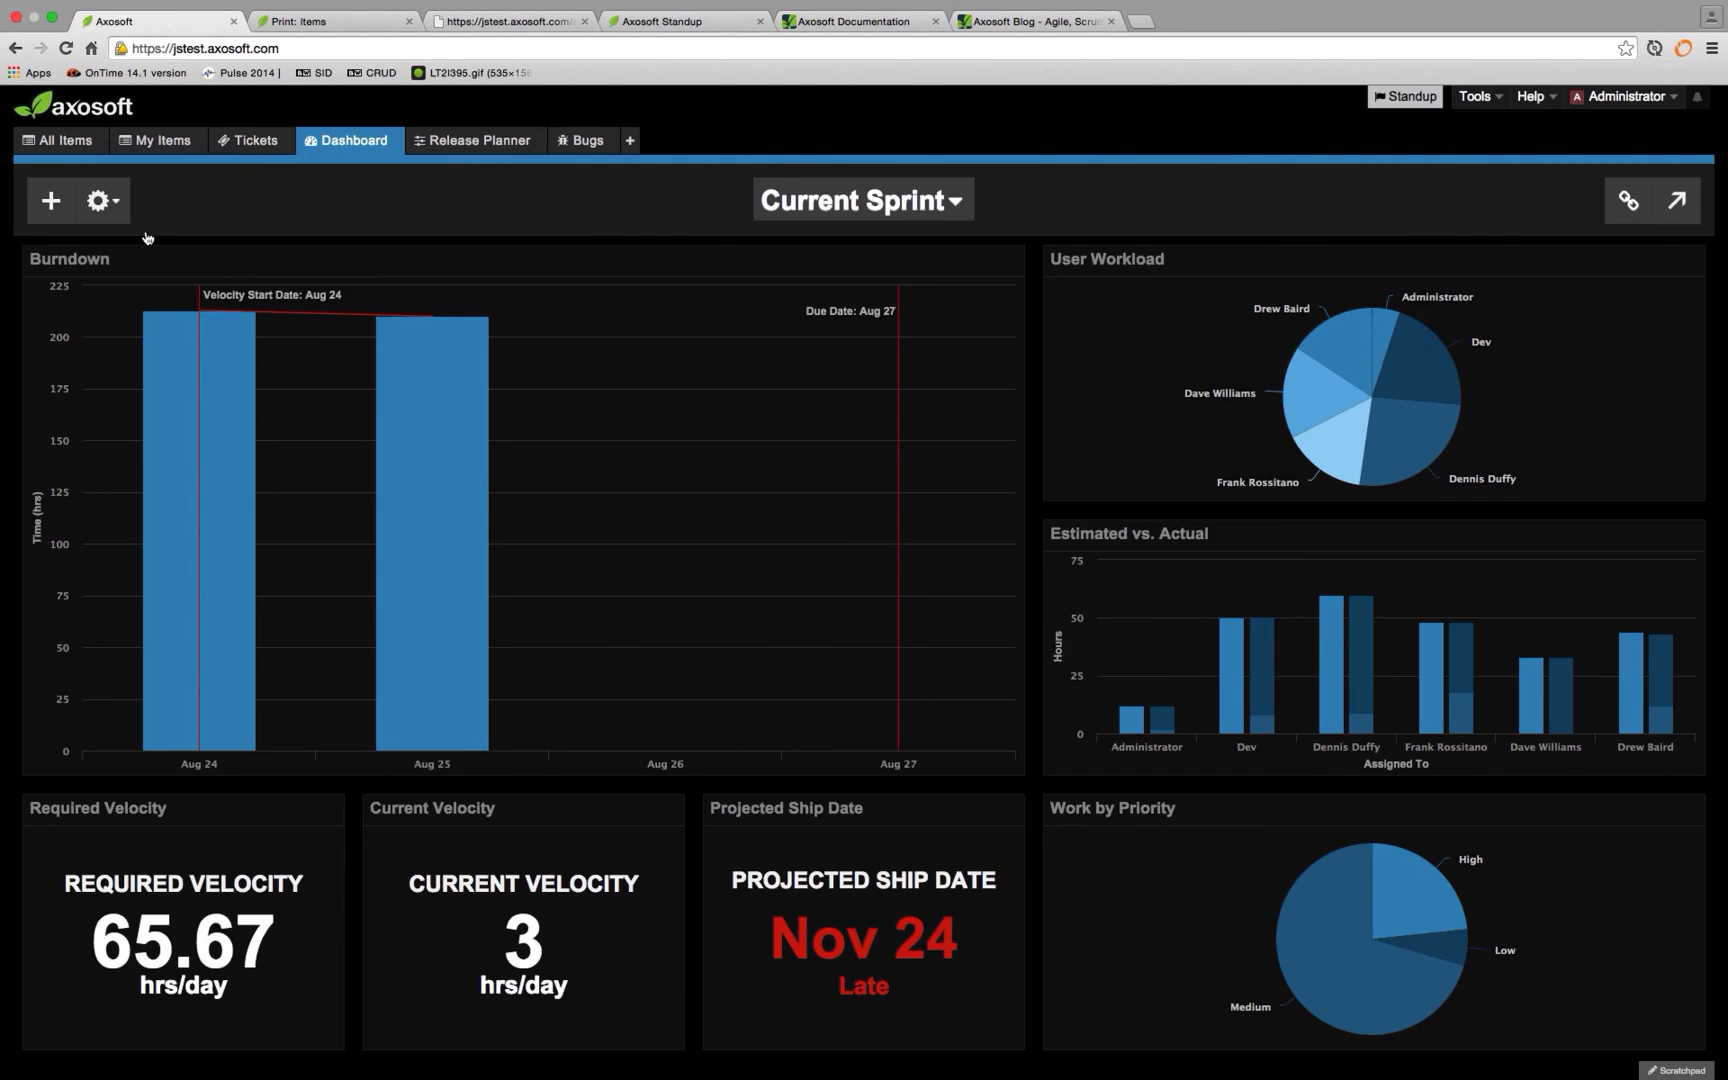 Axosoft
Print: Items
https://jstest.axosoft.com/
Axosoft Standup
Axosoft Documentation
Axosoft Blog - Agile, Scru
https://jstest.axosoft.com
Apps
OnTime 14.1 version
Pulse 2014 |
SID
CRUD
LT2I395.gif (535×15
axosoft
Standup
Tools
Help
A
Administrator
All Items
My Items
Tickets
Dashboard
Release Planner
Bugs
+
+
Current Sprint
Burndown
225
200
175
150
125
100
75
50
25
0
Time (hrs)
Velocity Start Date: Aug 24
Due Date: Aug 27
Aug 24
Aug 25
Aug 26
Aug 27
User Workload
Administrator
Drew Baird
Dev
Dave Williams
Dennis Duffy
Frank Rossitano
Estimated vs. Actual
75
50
25
0
Hours
Administrator
Dev
Dennis Duffy
Frank Rossitano
Dave Williams
Drew Baird
Assigned To
Required Velocity
REQUIRED VELOCITY
65.67
hrs/day
Current Velocity
CURRENT VELOCITY
3
hrs/day
Projected Ship Date
PROJECTED SHIP DATE
Nov 24
Late
Work by Priority
High
Low
Medium
Scratchpad